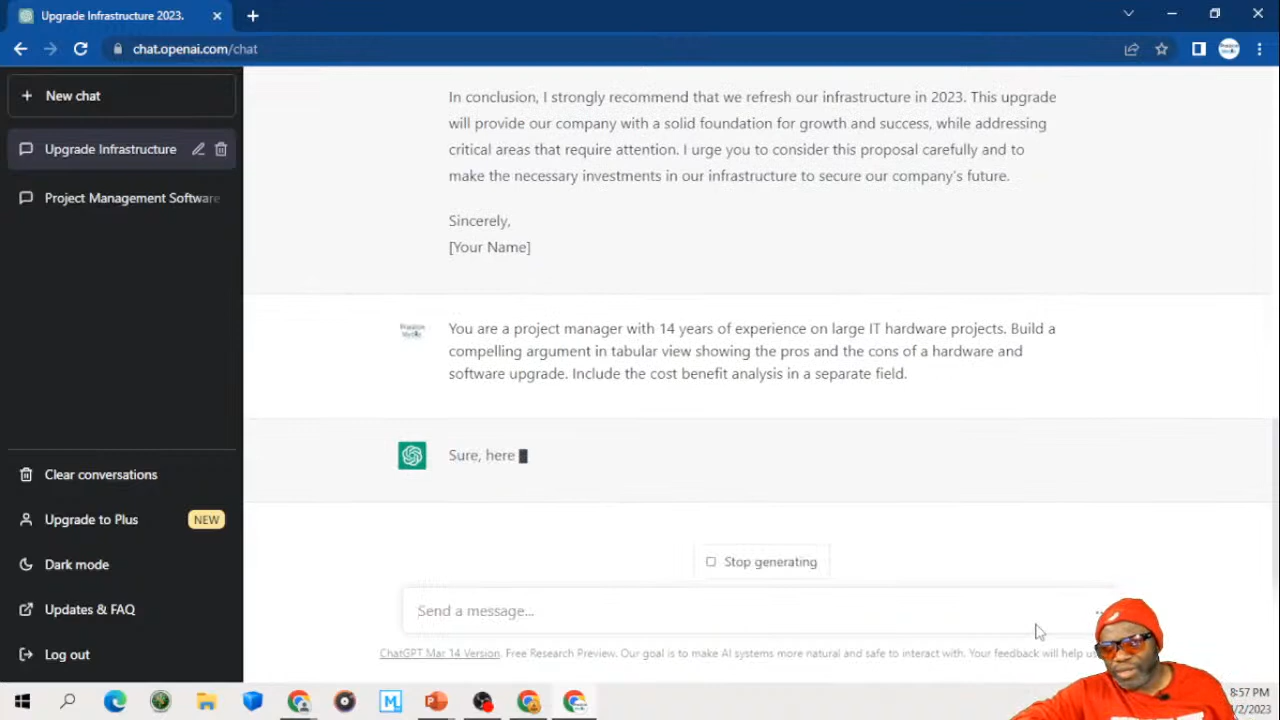 Upgrade Infrastructure 2023.
chat.openai.com/chat
New chat
Upgrade Infrastructure
Project Management Software
In conclusion, I strongly recommend that we refresh our infrastructure in 2023. This upgrade
will provide our company with a solid foundation for growth and success, while addressing
critical areas that require attention. I urge you to consider this proposal carefully and to
make the necessary investments in our infrastructure to secure our company's future.
Sincerely,
[Your Name]
You are a project manager with 14 years of experience on large IT hardware projects. Build a
compelling argument in tabular view showing the pros and the cons of a hardware and
software upgrade. Include the cost benefit analysis in a separate field.
Sure, here
Clear conversations
Upgrade to Plus
NEW
Dark mode
Updates & FAQ
Log out
Stop generating
Send a message...
ChatGPT Mar 14 Version. Free Research Preview. Our goal is to make AI systems more natural and safe to interact with. Your feedback will help
M
8:57 PM
/2/2023